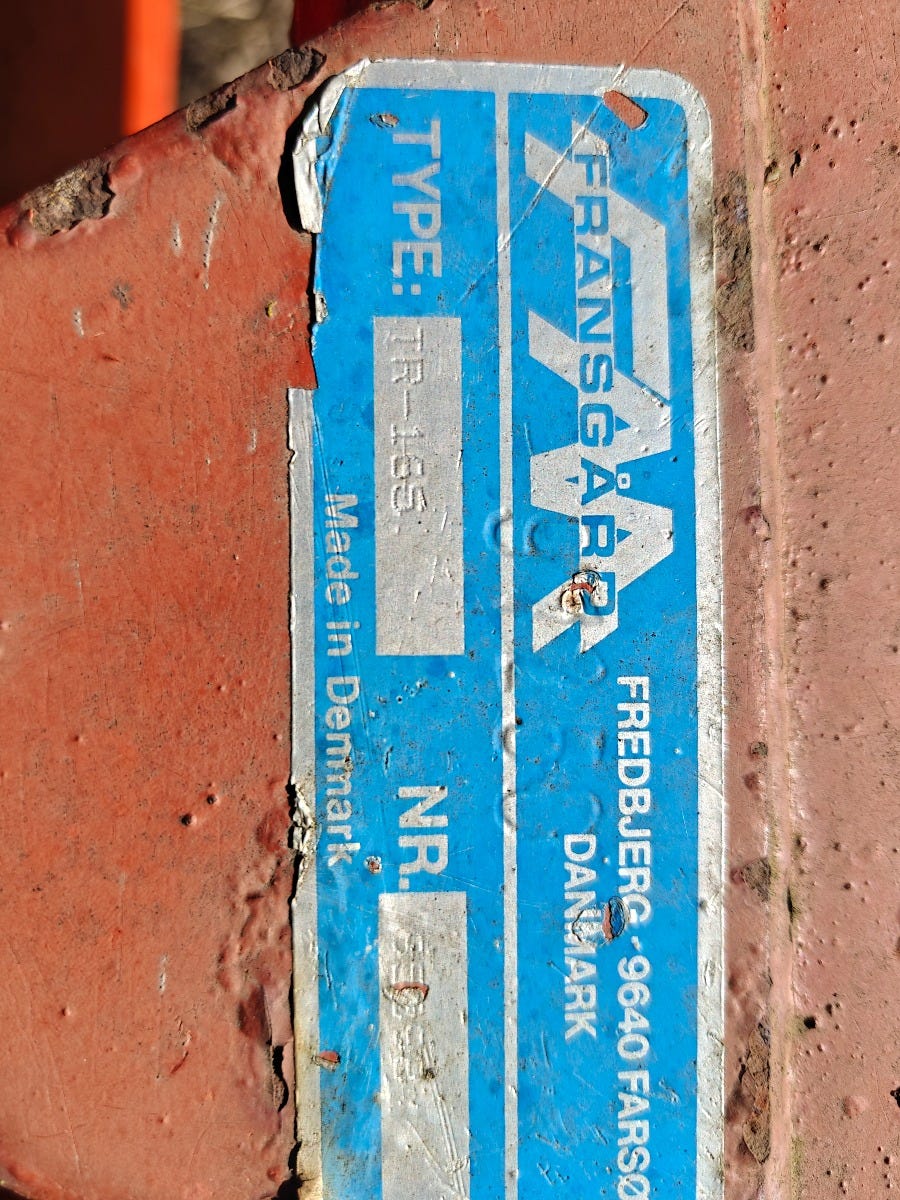 FRANSGÅRD
FREDBJERG - 9640 FARSØ
DANMARK
TYPE: TR-165
NR.
Made in Denmark